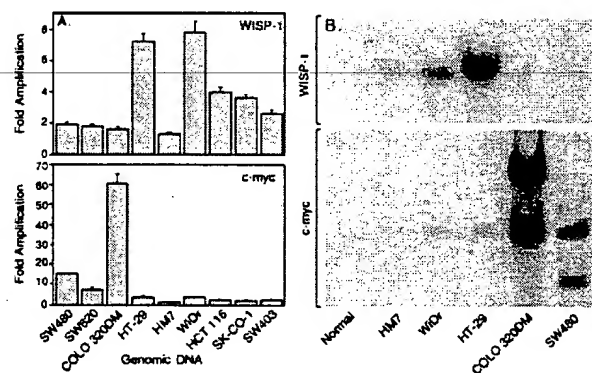 A.
WISP-1
Fold Amplification
8
6
4
2
0
c-myc
Fold Amplification
75
60
50
40
30
20
10
0
SW480
SW620
COLO 320DM
HT-29
HM7
WiDr
HCT 116
SK-CO-1
SW403
Genomic DNA
B.
WISP-1
c-myc
Normal
HM7
WiDr
HT-29
COLO 320DM
SW480